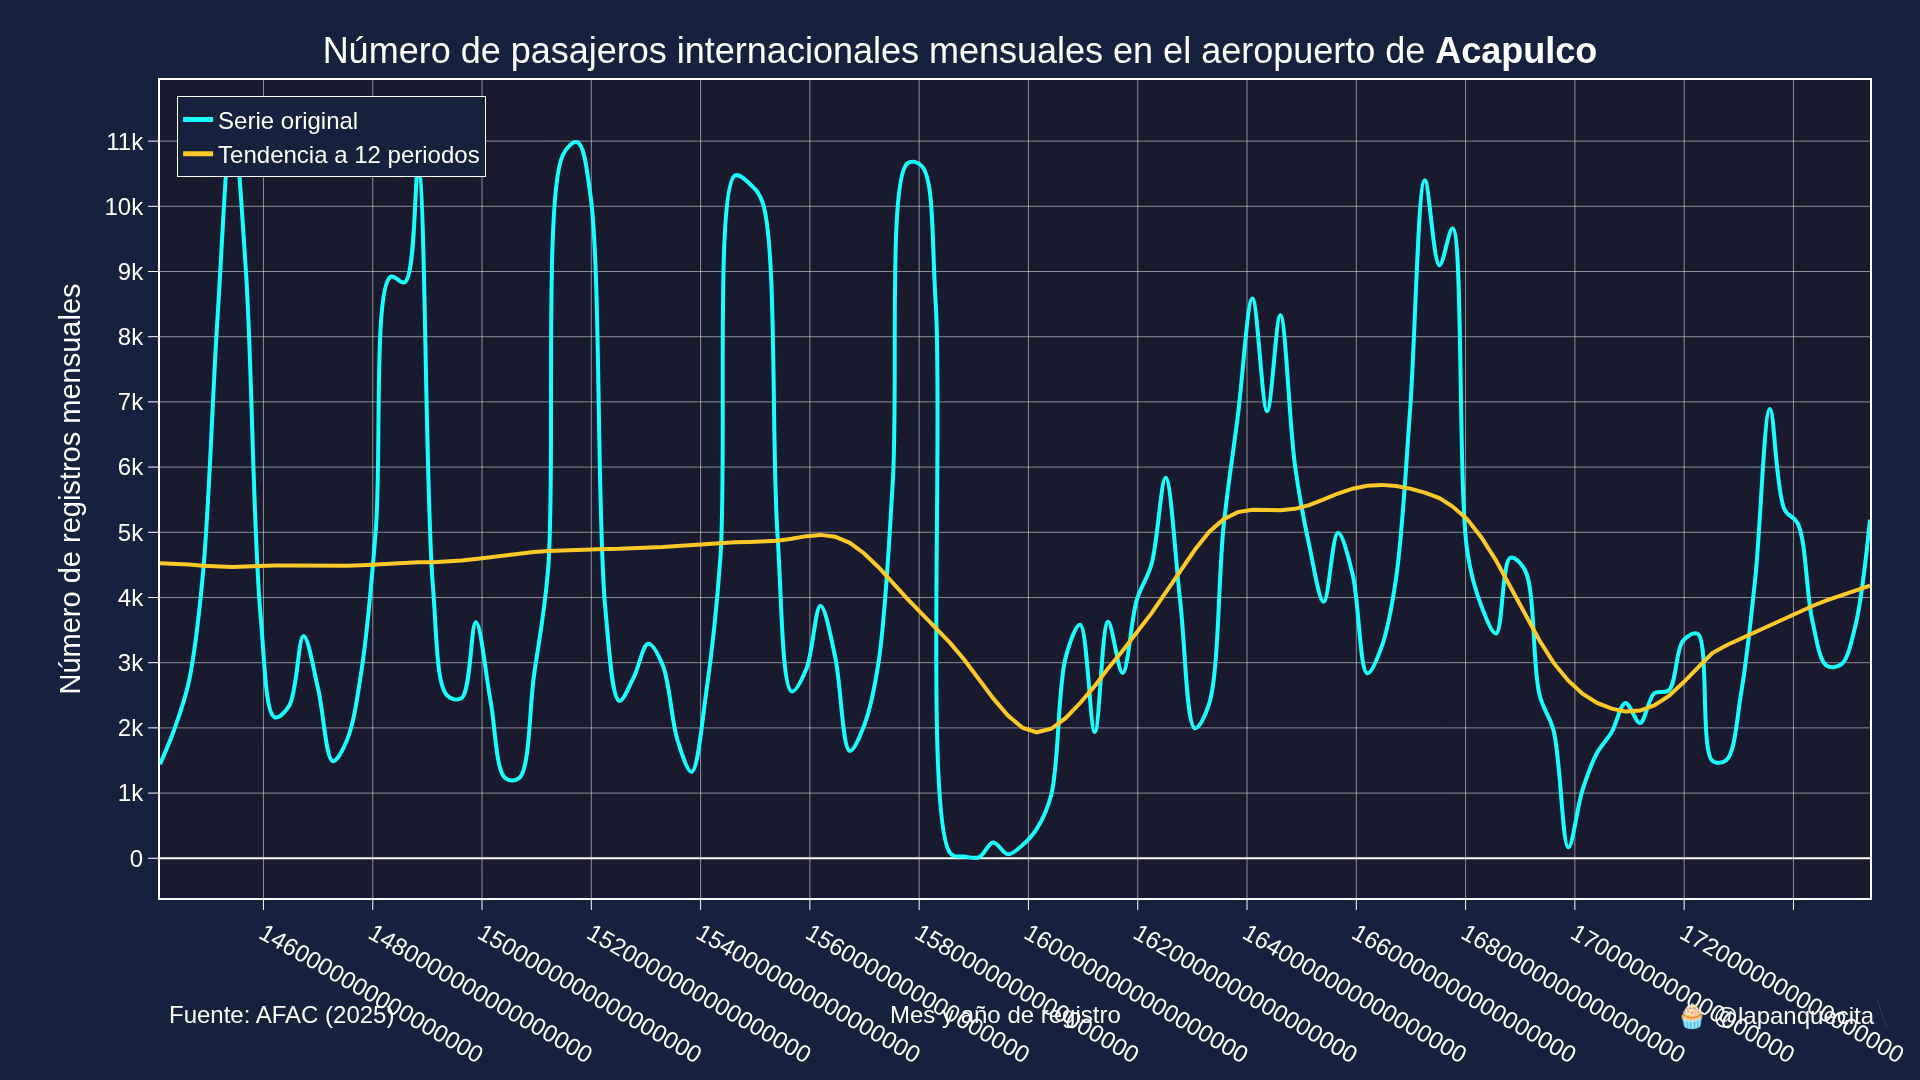 Número de pasajeros internacionales mensuales en el aeropuerto de Acapulco
Serie original
Tendencia a 12 periodos
11k
10k
9k
8k
7k
6k
5k
4k
3k
2k
1k
0
Número de registros mensuales
1460000000000000000
1480000000000000000
1500000000000000000
1520000000000000000
1540000000000000000
1560000000000000000
1580000000000000000
1600000000000000000
1620000000000000000
1640000000000000000
1660000000000000000
1680000000000000000
1700000000000000000
1720000000000000000
Fuente: AFAC (2025)
Mes y año de registro
🧁 @lapanquecita